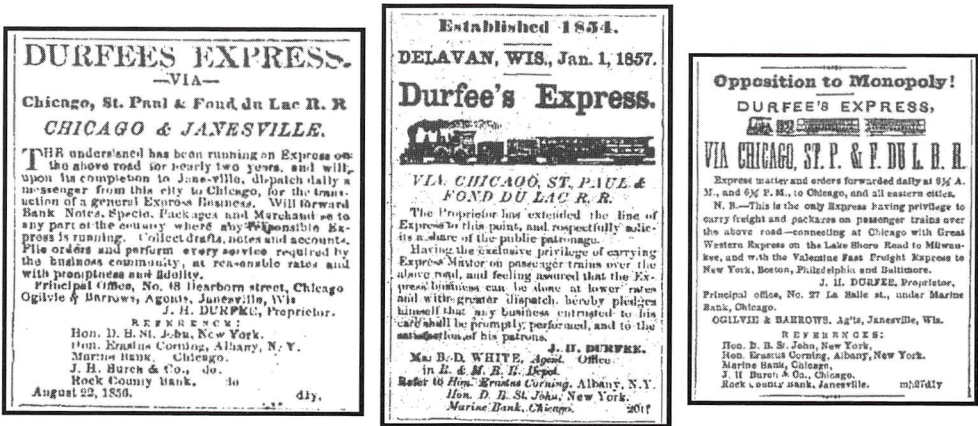 DURFEES EXPRESS.
—VIA—
Chicago, St. Paul & Fond du Lac R. R
CHICAGO & JANESVILLE.
THE undersigned has been running an Express on
the above road for nearly two years, and will,
upon its completion to Janesville, dispatch daily a
messenger from this city to Chicago, for the trans-
action of a general Express Business. Will forward
Bank Notes, Specie, Packages and Merchandise to
any part of the country where any responsible Ex-
press is running. Collect drafts, notes and accounts.
File orders and perform every service required by
the business community, at reasonable rates and
with promptness and fidelity.
Principal Office, No. 48 Dearborn street, Chicago
Ogilvie & Barrows, Agents, Janesville, Wis
J. H. DURFEE, Proprietor.
REFERENCES:
Hon. D. B. St. John, New York.
Hon. Erastus Corning, Albany, N. Y.
Marine Bank, Chicago.
J. H. Burch & Co., do.
Rock County Bank, do
August 22, 1856. dly,
Established 1854.
DELAVAN, WIS., Jan. 1, 1857.
Durfee's Express.
VIA CHICAGO, ST, PAUL &
FOND DU LAC R. R.
The Proprietor has extended the line of
Express to this point, and respectfully solic-
its a share of the public patronage.
Having the exclusive privilege of carrying
Express Matter on passenger trains over the
above road, and feeling assured that the Ex-
press business can be done at lower rates
and with greater dispatch, hereby pledges
himself that any business entrusted to his
care shall be promptly performed, and to the
satisfaction of his patrons.
J. H. DURFEE.
B. D. WHITE, Agent. Office
in R. & M. R. R. Depot.
Refer to Hon. Erastus Corning, Albany, N.Y.
Hon. D. B. St. John, New York.
Marine Bank, Chicago. 20tf
Opposition to Monopoly!
DURFEE'S EXPRESS,
VIA CHICAGO, ST. P. & F. DU L. R. R.
Express matter and orders forwarded daily at 6½ A.
M., and 6½ P. M., to Chicago, and all eastern cities.
N. B.—This is the only Express having privilege to
carry freight and packages on passenger trains over
the above road—connecting at Chicago with Great
Western Express on the Lake Shore Road to Milwau-
kee, and with the Valentine Fast Freight Express to
New York, Boston, Philadelphia and Baltimore.
J. H. DURFEE, Proprietor,
Principal office, No. 27 La Salle st., under Marine
Bank, Chicago.
OGILVIE & BARROWS, Ag'ts, Janesville, Wis.
REFERENCES:
Hon. D. B. St. John, New York,
Hon. Erastus Corning, Albany, New York.
Marine Bank, Chicago,
J. H Burch & Co., Chicago.
Rock County Bank, Janesville. my27dly